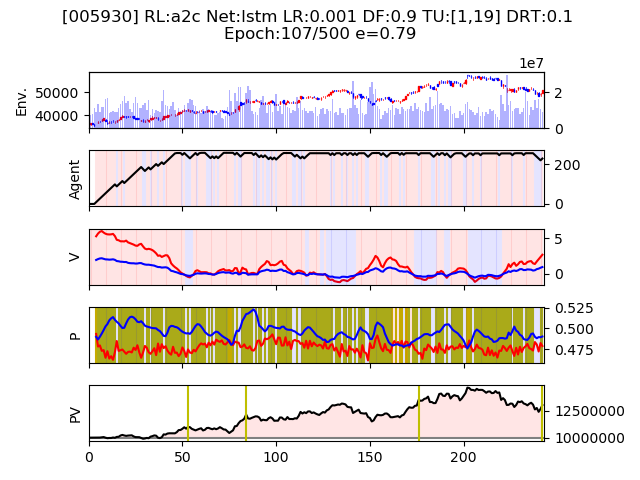 [005930] RL:a2c Net:lstm LR:0.001 DF:0.9 TU:[1,19] DRT:0.1
Epoch:107/500 e=0.79
1e7
Env.
50000
40000
2
0
Agent
200
0
V
5
0
P
0.525
0.500
0.475
PV
12500000
10000000
0 50 100 150 200